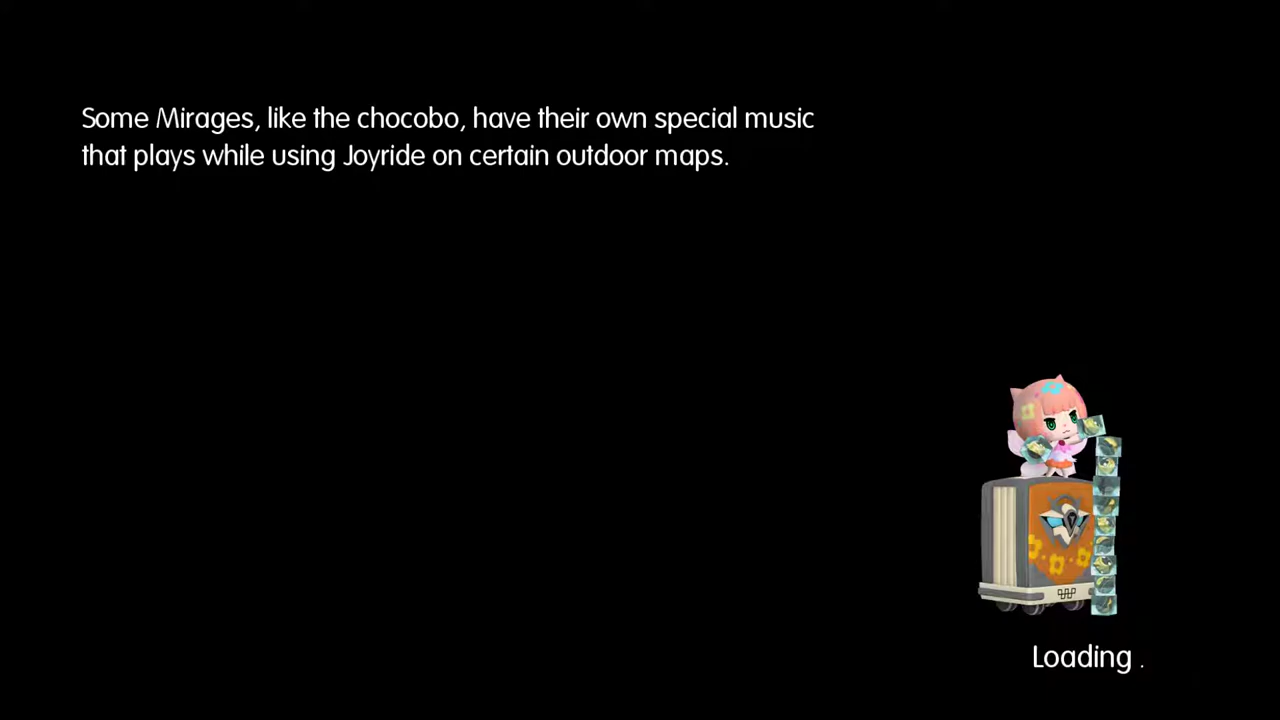 Some Mirages, like the chocobo, have their own special music
that plays while using Joyride on certain outdoor maps.
Loading .